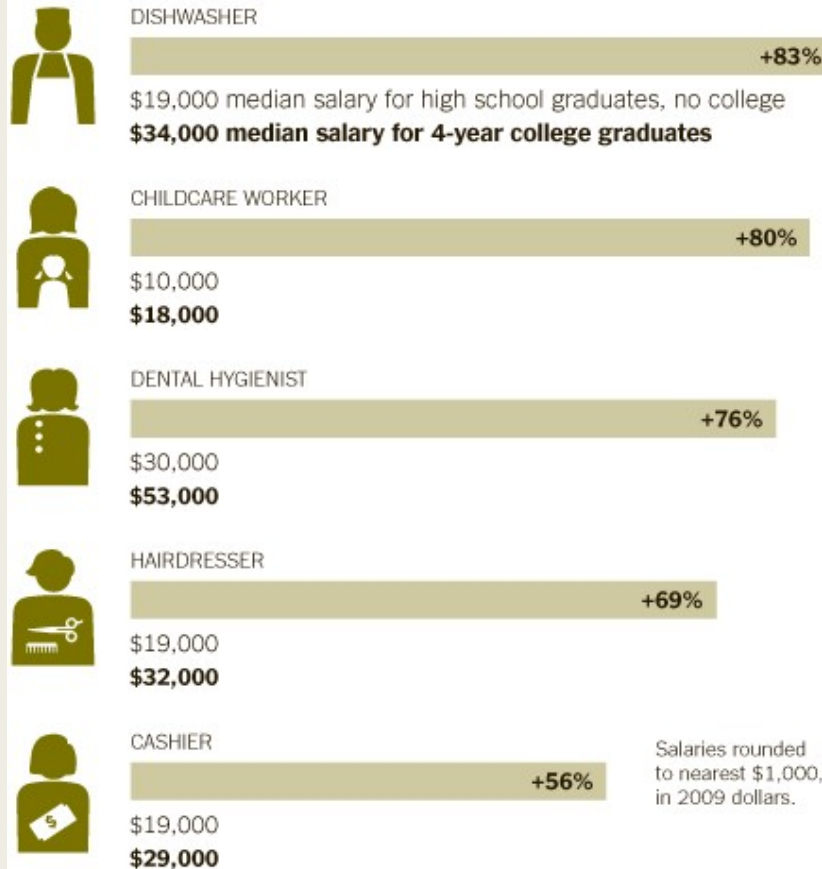 DISHWASHER
+83%
$19,000 median salary for high school graduates, no college
$34,000 median salary for 4-year college graduates
CHILDCARE WORKER
+80%
$10,000
$18,000
DENTAL HYGIENIST
+76%
$30,000
$53,000
HAIRDRESSER
+69%
$19,000
$32,000
CASHIER
+56%
$19,000
$29,000
Salaries rounded
to nearest $1,000,
in 2009 dollars.
$